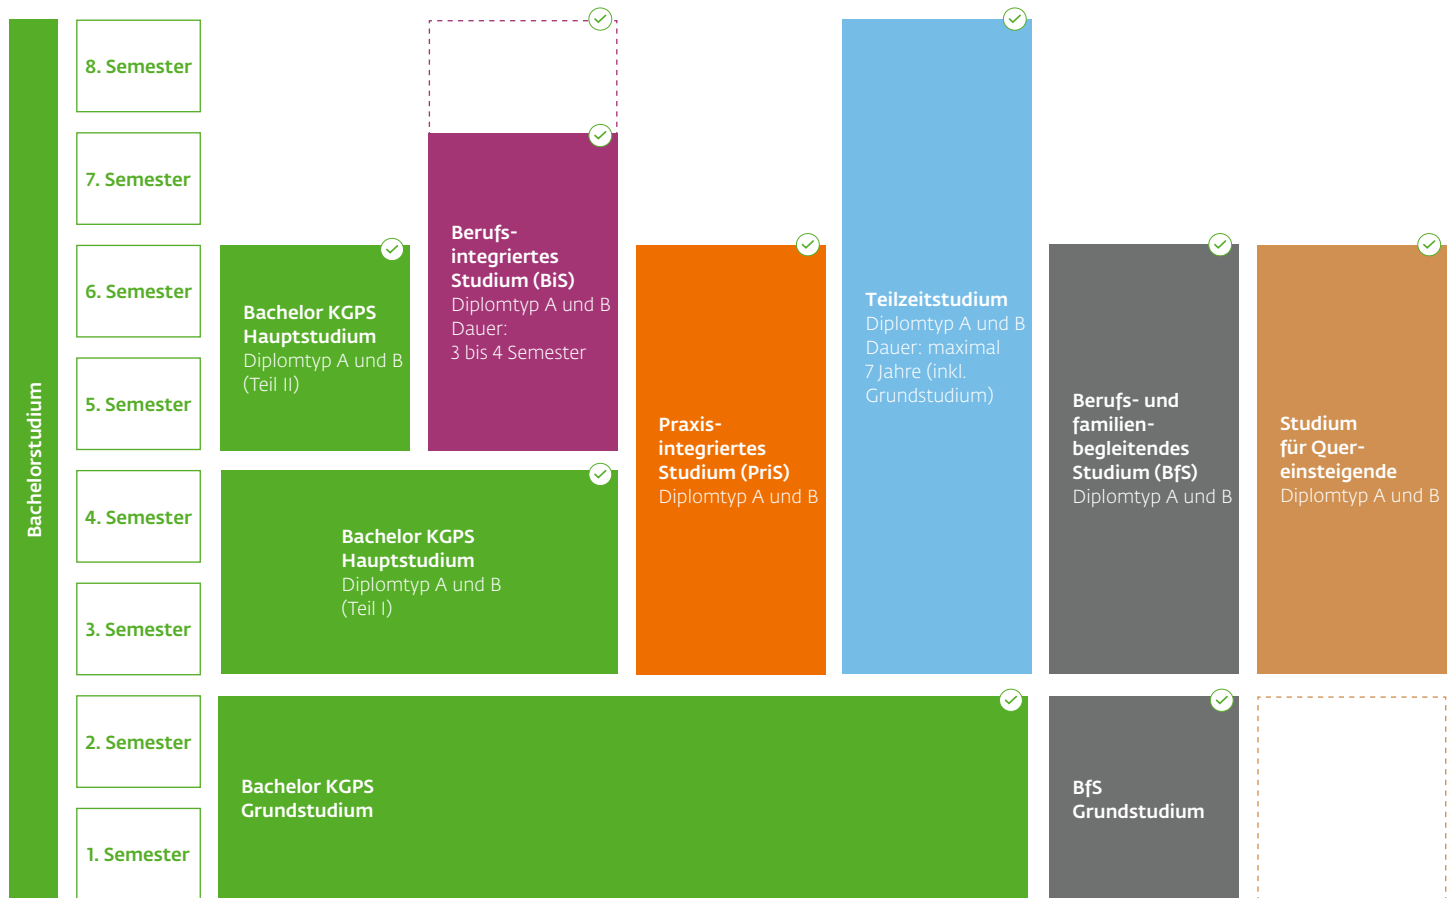 Bachelorstudium
8. Semester
7. Semester
6. Semester
5. Semester
4. Semester
3. Semester
2. Semester
1. Semester
Bachelor KGPS
Hauptstudium
Diplomtyp A und B
(Teil II)
Berufs-
integriertes
Studium (BiS)
Diplomtyp A und B
Dauer:
3 bis 4 Semester
Bachelor KGPS
Hauptstudium
Diplomtyp A und B
(Teil I)
Praxis-
integriertes
Studium (PriS)
Diplomtyp A und B
Teilzeitstudium
Diplomtyp A und B
Dauer: maximal
7 Jahre (inkl.
Grundstudium)
Berufs- und
familien-
begleitendes
Studium (BfS)
Diplomtyp A und B
Studium
für Quer-
einsteigende
Diplomtyp A und B
Bachelor KGPS
Grundstudium
BfS
Grundstudium